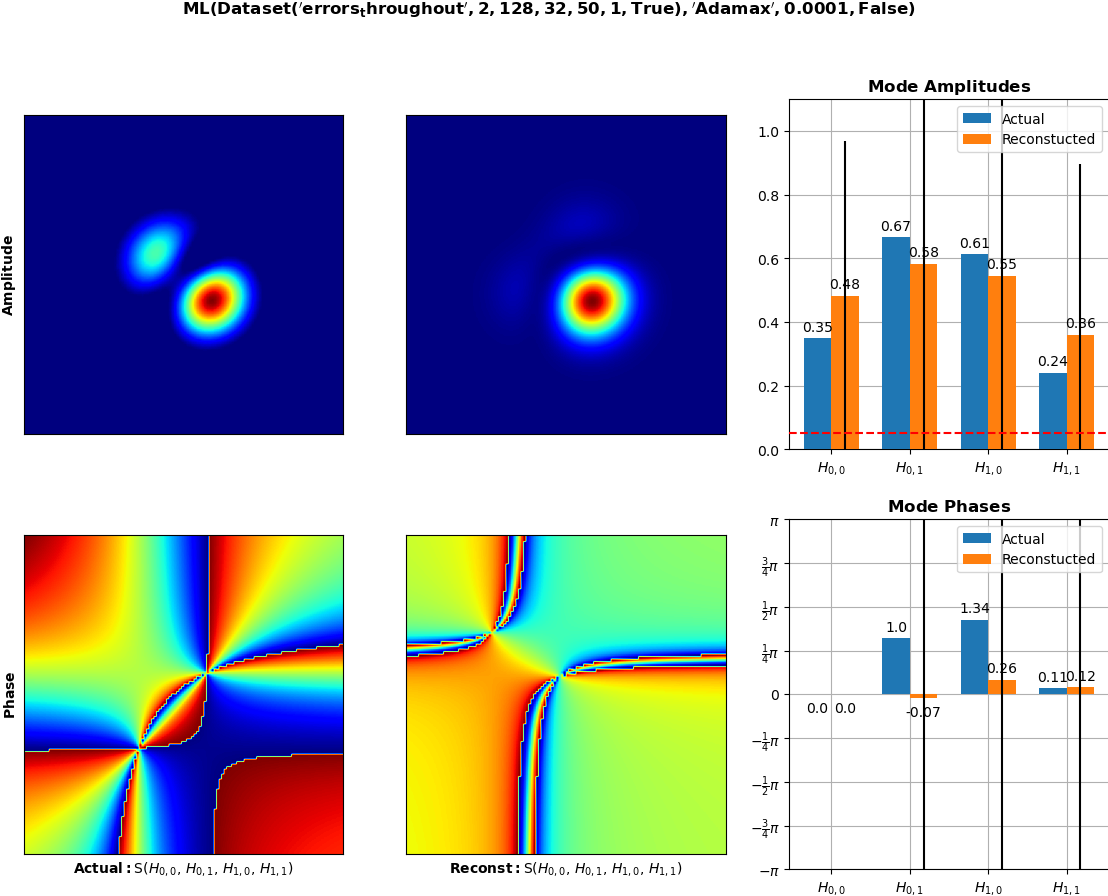 ML(Dataset('errors_throughout', 2, 128, 32, 50, 1, True), 'Adamax', 0.0001, False)
Amplitude
Mode Amplitudes
Actual
Reconstucted
1.0
0.8
0.6
0.4
0.2
0.0
0.35
0.48
0.67
0.58
0.61
0.55
0.24
0.36
H0,0 H0,1 H1,0 H1,1
Phase
Mode Phases
Actual
Reconstucted
π
3/4π
1/2π
1/4π
0
−1/4π
−1/2π
−3/4π
−π
0.0 0.0
1.0
-0.07
1.34
0.26
0.11
0.12
H0,0 H0,1 H1,0 H1,1
Actual: S(H0,0, H0,1, H1,0, H1,1)
Reconst: S(H0,0, H0,1, H1,0, H1,1)